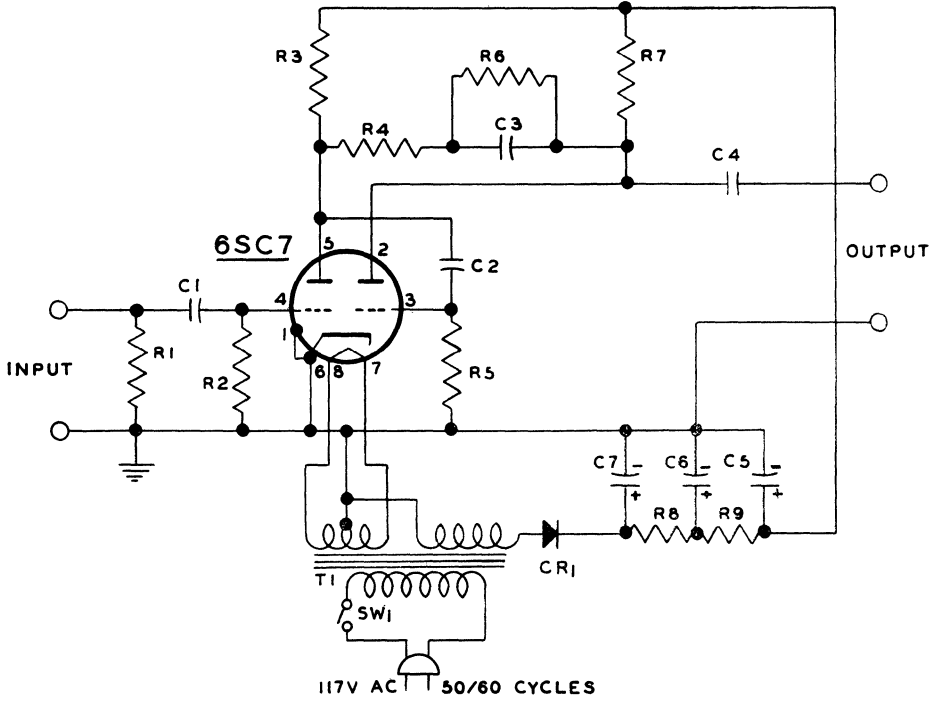 R3
R6
R7
R4
C3
C4
6SC7
5
2
C2
OUTPUT
C1
4
3
1
R1
R2
6 8
7
R5
INPUT
C7 -
C6 -
C5 -
+
+
+
R8
R9
T1
CR1
SW1
117V AC
50/60 CYCLES